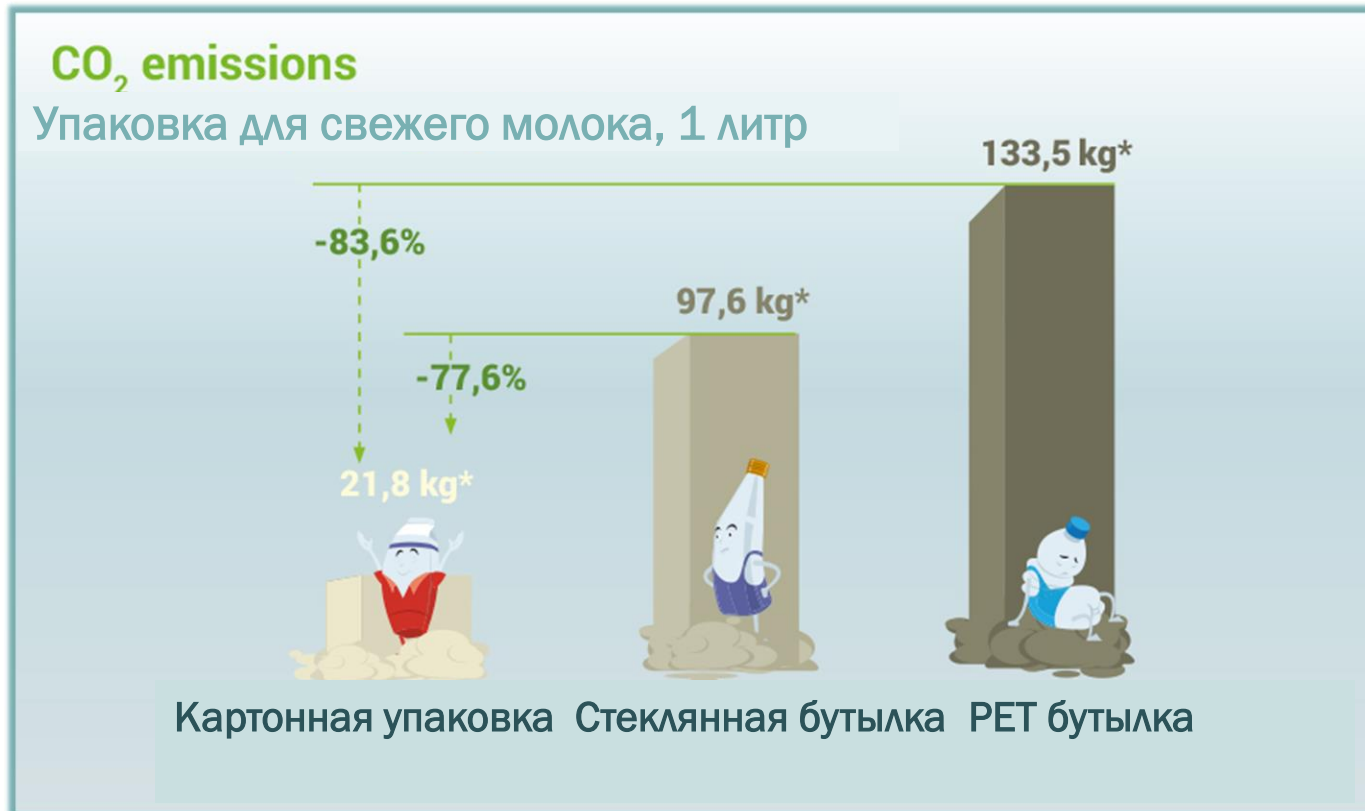 CO₂ emissions
Упаковка для свежего молока, 1 литр
133,5 kg*
-83,6%
97,6 kg*
-77,6%
21,8 kg*
Картонная упаковка Стеклянная бутылка PET бутылка